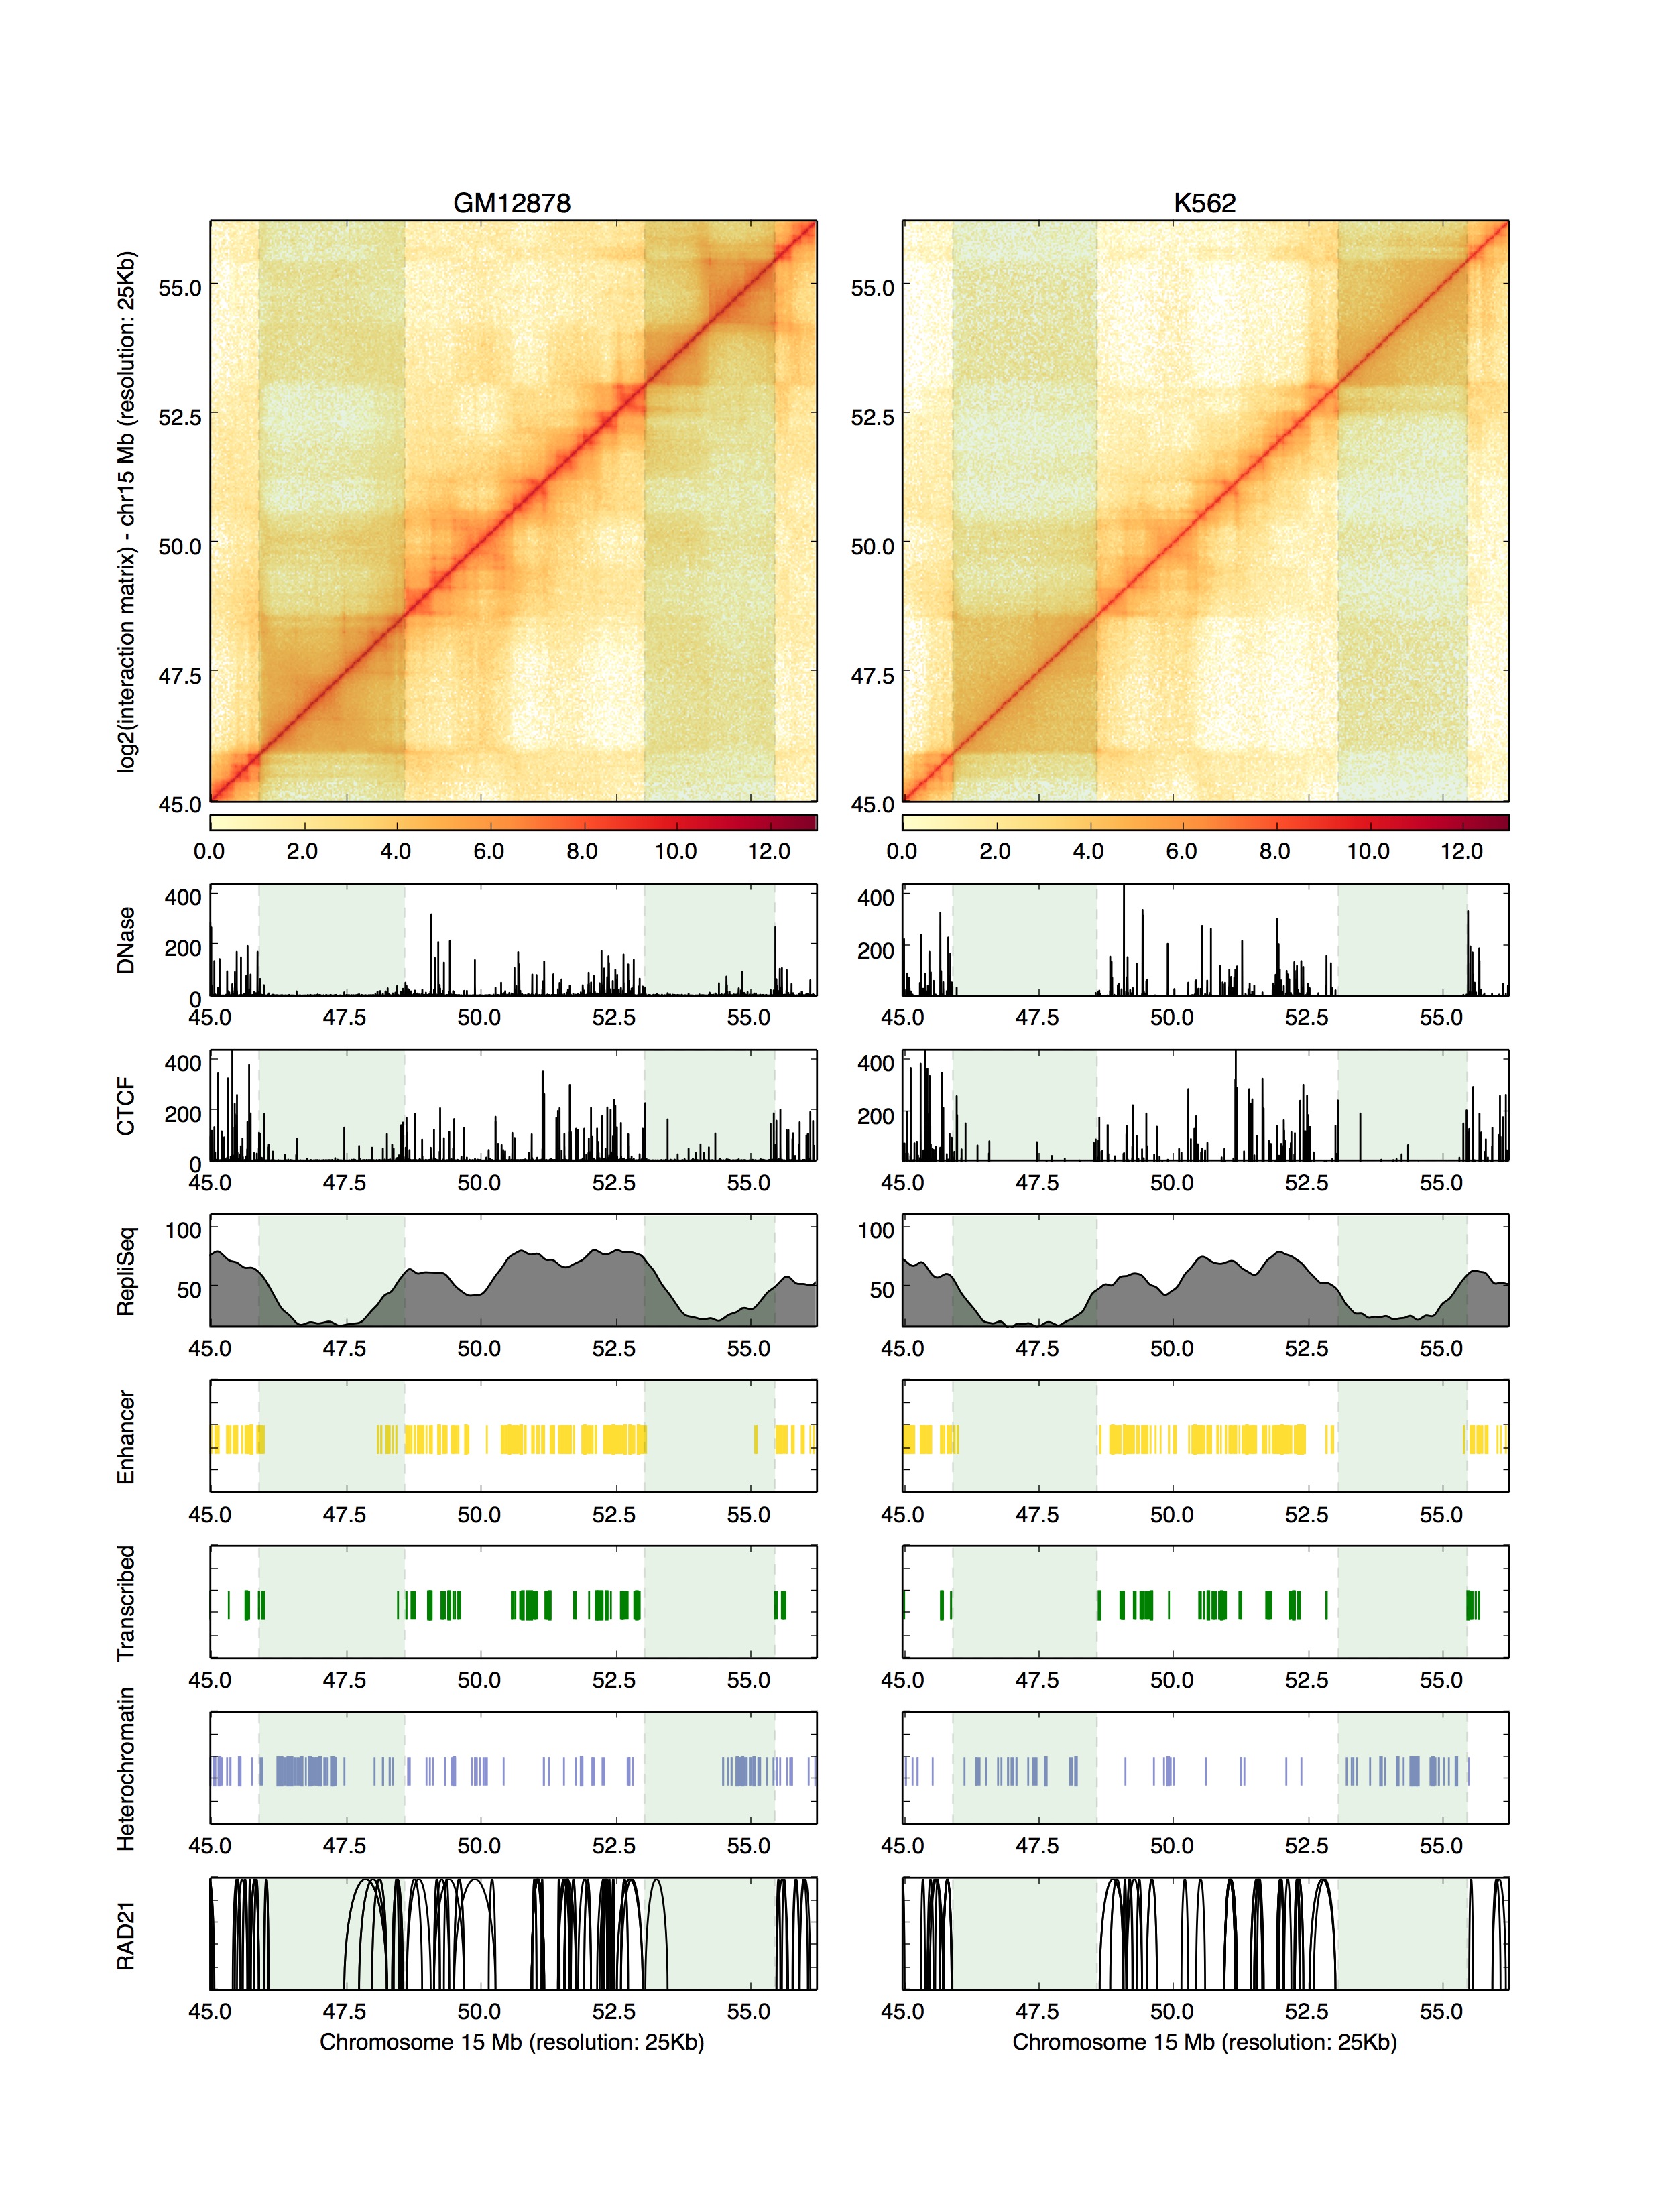 GM12878
K562
log2(interaction matrix) - chr15 Mb (resolution: 25Kb)
55.0
52.5
50.0
47.5
45.0
55.0
52.5
50.0
47.5
45.0
0.0 2.0 4.0 6.0 8.0 10.0 12.0
0.0 2.0 4.0 6.0 8.0 10.0 12.0
DNase
400
200
0
45.0 47.5 50.0 52.5 55.0
400
200
45.0 47.5 50.0 52.5 55.0
CTCF
400
200
0
45.0 47.5 50.0 52.5 55.0
400
200
45.0 47.5 50.0 52.5 55.0
RepliSeq
100
50
45.0 47.5 50.0 52.5 55.0
100
50
45.0 47.5 50.0 52.5 55.0
Enhancer
45.0 47.5 50.0 52.5 55.0
45.0 47.5 50.0 52.5 55.0
Transcribed
45.0 47.5 50.0 52.5 55.0
45.0 47.5 50.0 52.5 55.0
Heterochromatin
45.0 47.5 50.0 52.5 55.0
45.0 47.5 50.0 52.5 55.0
RAD21
45.0 47.5 50.0 52.5 55.0
45.0 47.5 50.0 52.5 55.0
Chromosome 15 Mb (resolution: 25Kb)
Chromosome 15 Mb (resolution: 25Kb)